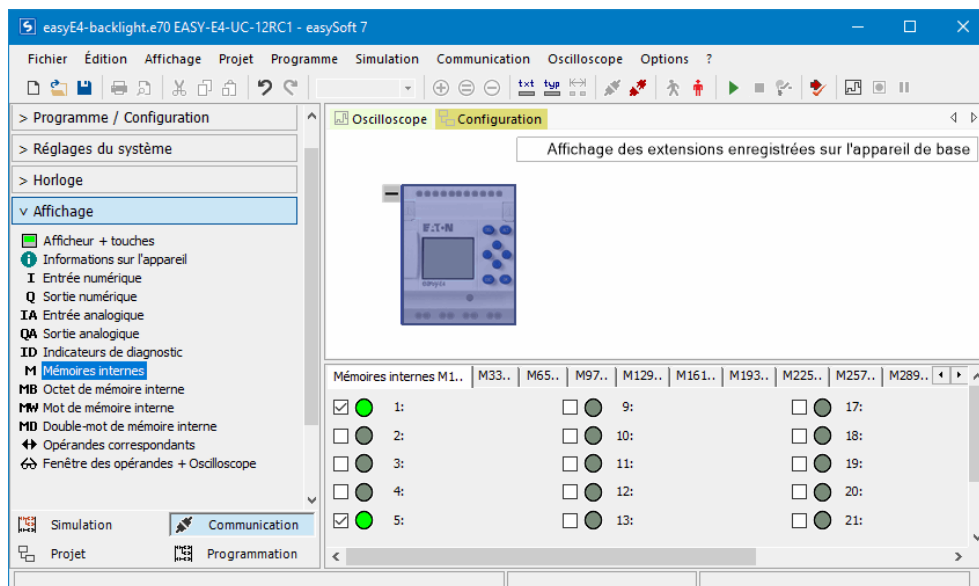 easyE4-backlight.e70 EASY-E4-UC-12RC1 - easySoft 7
Fichier Édition Affichage Projet Programme Simulation Communication Oscilloscope Options ?
txt typ
> Programme / Configuration
> Réglages du système
> Horloge
v Affichage
Afficheur + touches
Informations sur l'appareil
I Entrée numérique
Q Sortie numérique
IA Entrée analogique
QA Sortie analogique
ID Indicateurs de diagnostic
M Mémoires internes
MB Octet de mémoire interne
MW Mot de mémoire interne
MD Double-mot de mémoire interne
Opérandes correspondants
Fenêtre des opérandes + Oscilloscope
Simulation Communication
Projet Programmation
Oscilloscope Configuration
Affichage des extensions enregistrées sur l'appareil de base
EATON
Mémoires internes M1.. M33.. M65.. M97.. M129.. M161.. M193.. M225.. M257.. M289..
1: 9: 17:
2: 10: 18:
3: 11: 19:
4: 12: 20:
5: 13: 21: